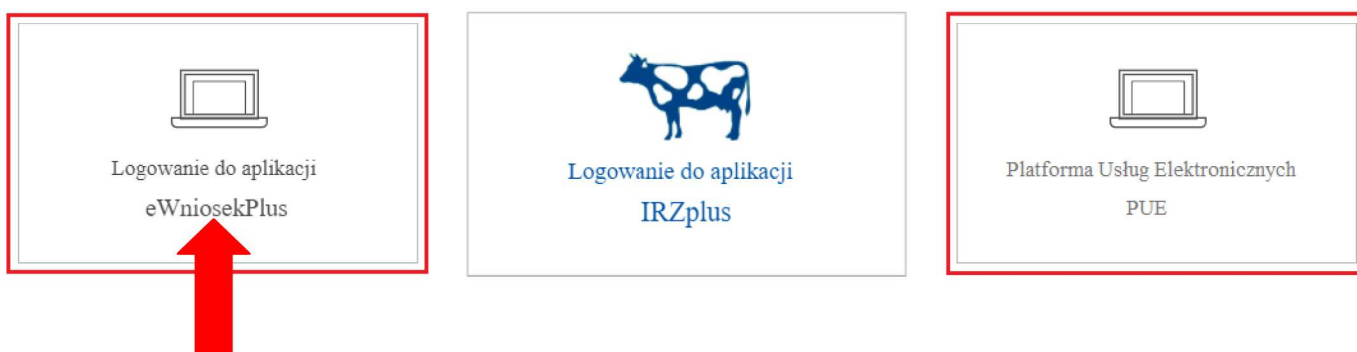 Logowanie do aplikacji
eWniosekPlus
Logowanie do aplikacji
IRZplus
Platforma Usług Elektronicznych
PUE